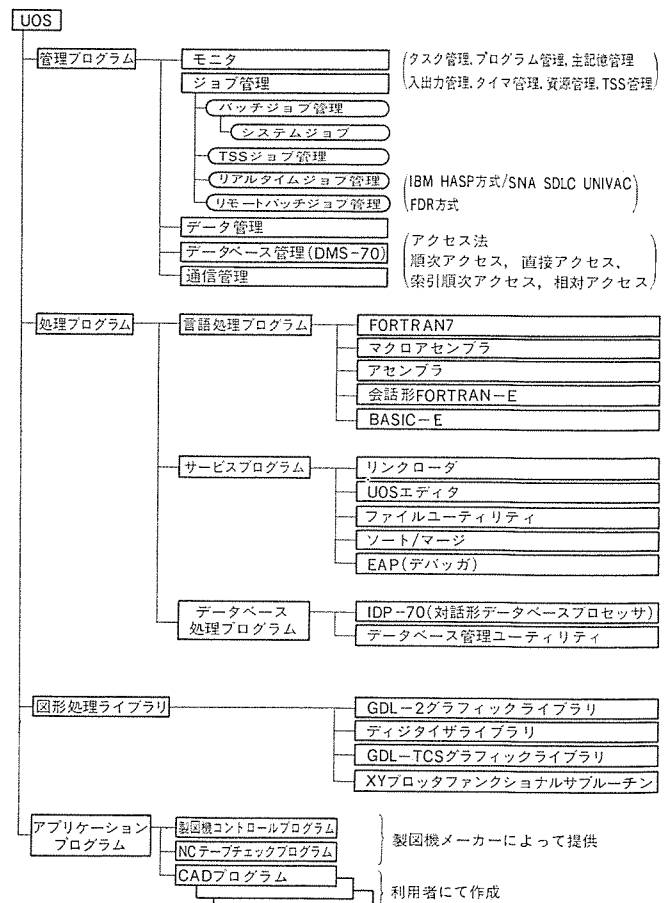 UOS
管理プログラム
モニタ
(タスク管理, プログラム管理, 主記憶管理
入出力管理, タイマ管理, 資源管理, TSS管理)
ジョブ管理
バッチジョブ管理
システムジョブ
TSSジョブ管理
リアルタイムジョブ管理
リモートバッチジョブ管理
(IBM HASP方式/SNA SDLC UNIVAC)
FDR方式
データ管理
データベース管理(DMS-70)
通信管理
アクセス法
順次アクセス, 直接アクセス,
索引順次アクセス, 相対アクセス
処理プログラム
言語処理プログラム
FORTRAN7
マクロアセンブラ
アセンブラ
会話形FORTRAN-E
BASIC-E
サービスプログラム
リンクローダ
UOSエディタ
ファイルユーティリティ
ソート/マージ
EAP(デバッガ)
データベース
処理プログラム
IDP-70(対話形データベースプロセッサ)
データベース管理ユーティリティ
図形処理ライブラリ
GDL-2グラフィックライブラリ
ディジタイザライブラリ
GDL-TCSグラフィックライブラリ
XYプロッタファンクショナルサブルーチン
アプリケーション
プログラム
製図機コントロールプログラム
NCテープチェックプログラム
製図機メーカーによって提供
CADプログラム
利用者にて作成